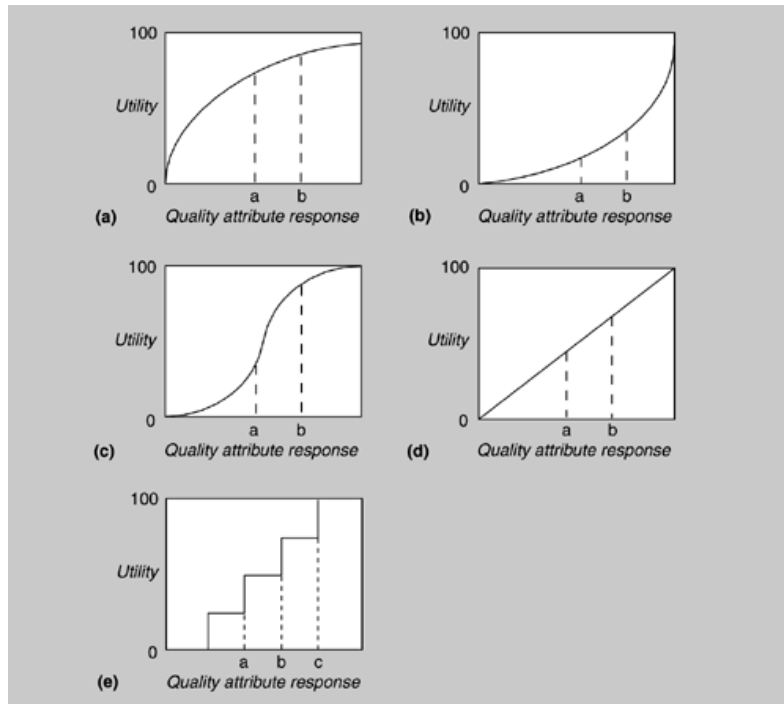 100
Utility
0
a b
(a) Quality attribute response
100
Utility
0
a b
(b) Quality attribute response
100
Utility
0
a b
(c) Quality attribute response
100
Utility
0
a b
(d) Quality attribute response
100
Utility
0
a b c
(e) Quality attribute response